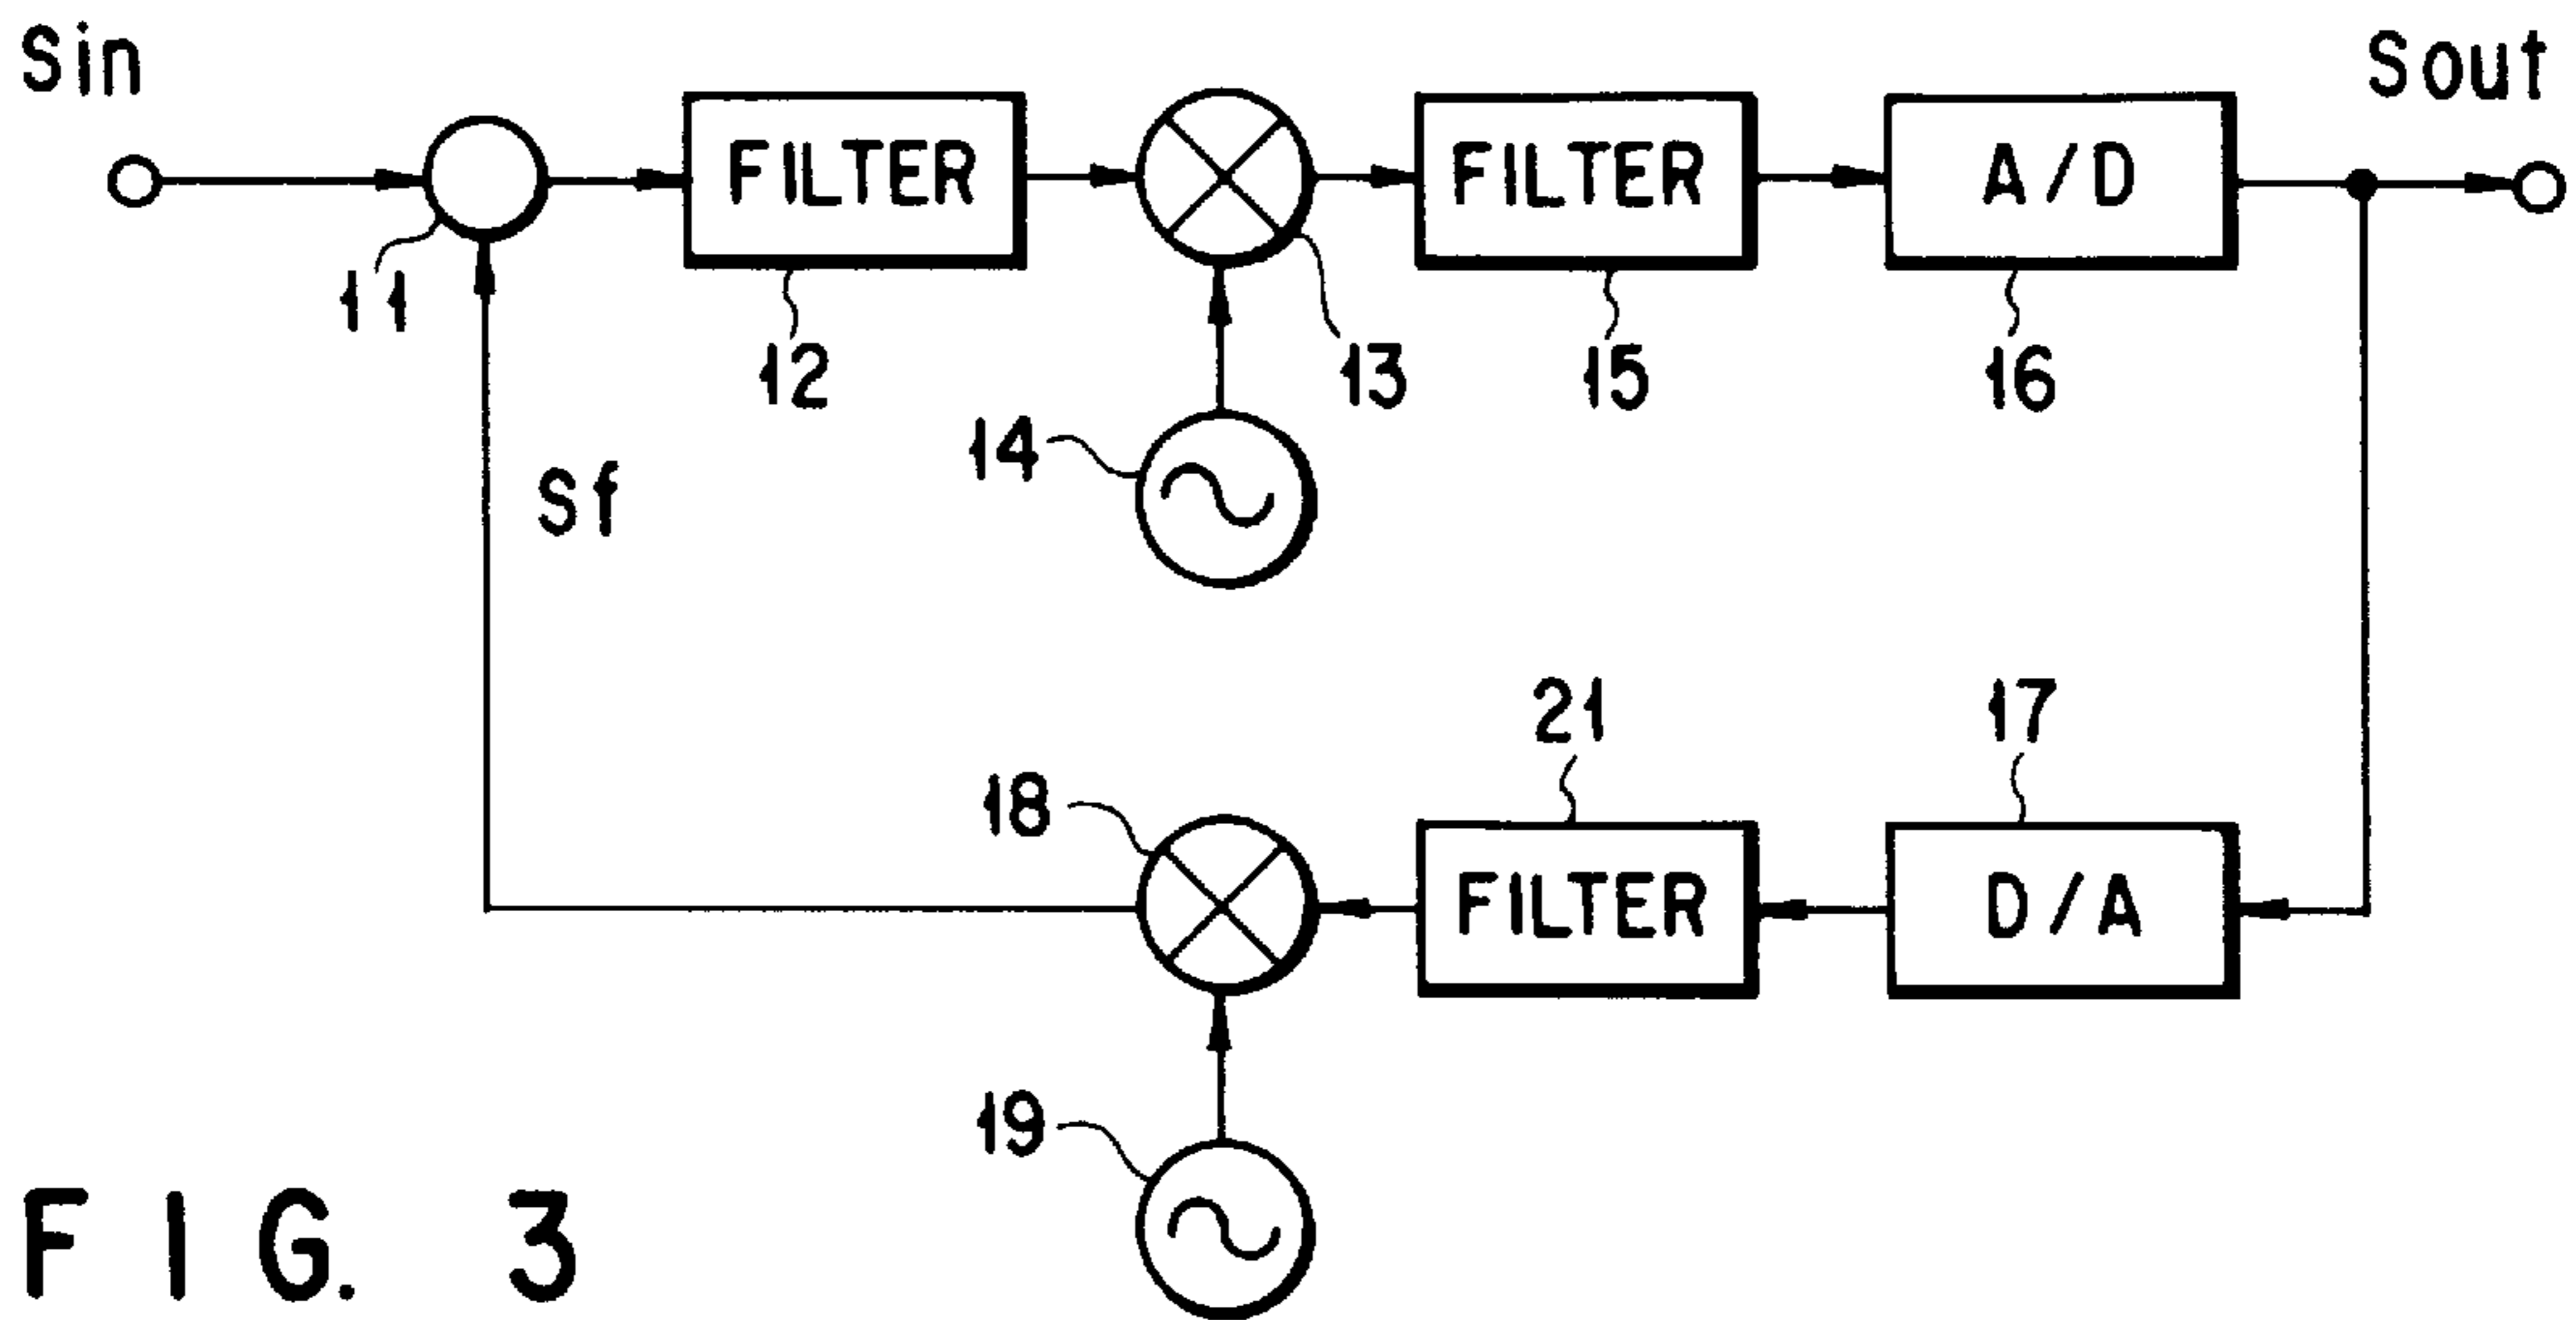 Sin
Sout
FILTER
FILTER
A/D
11
12
13
15
16
14
Sf
21
17
18
FILTER
D/A
19
FIG. 3